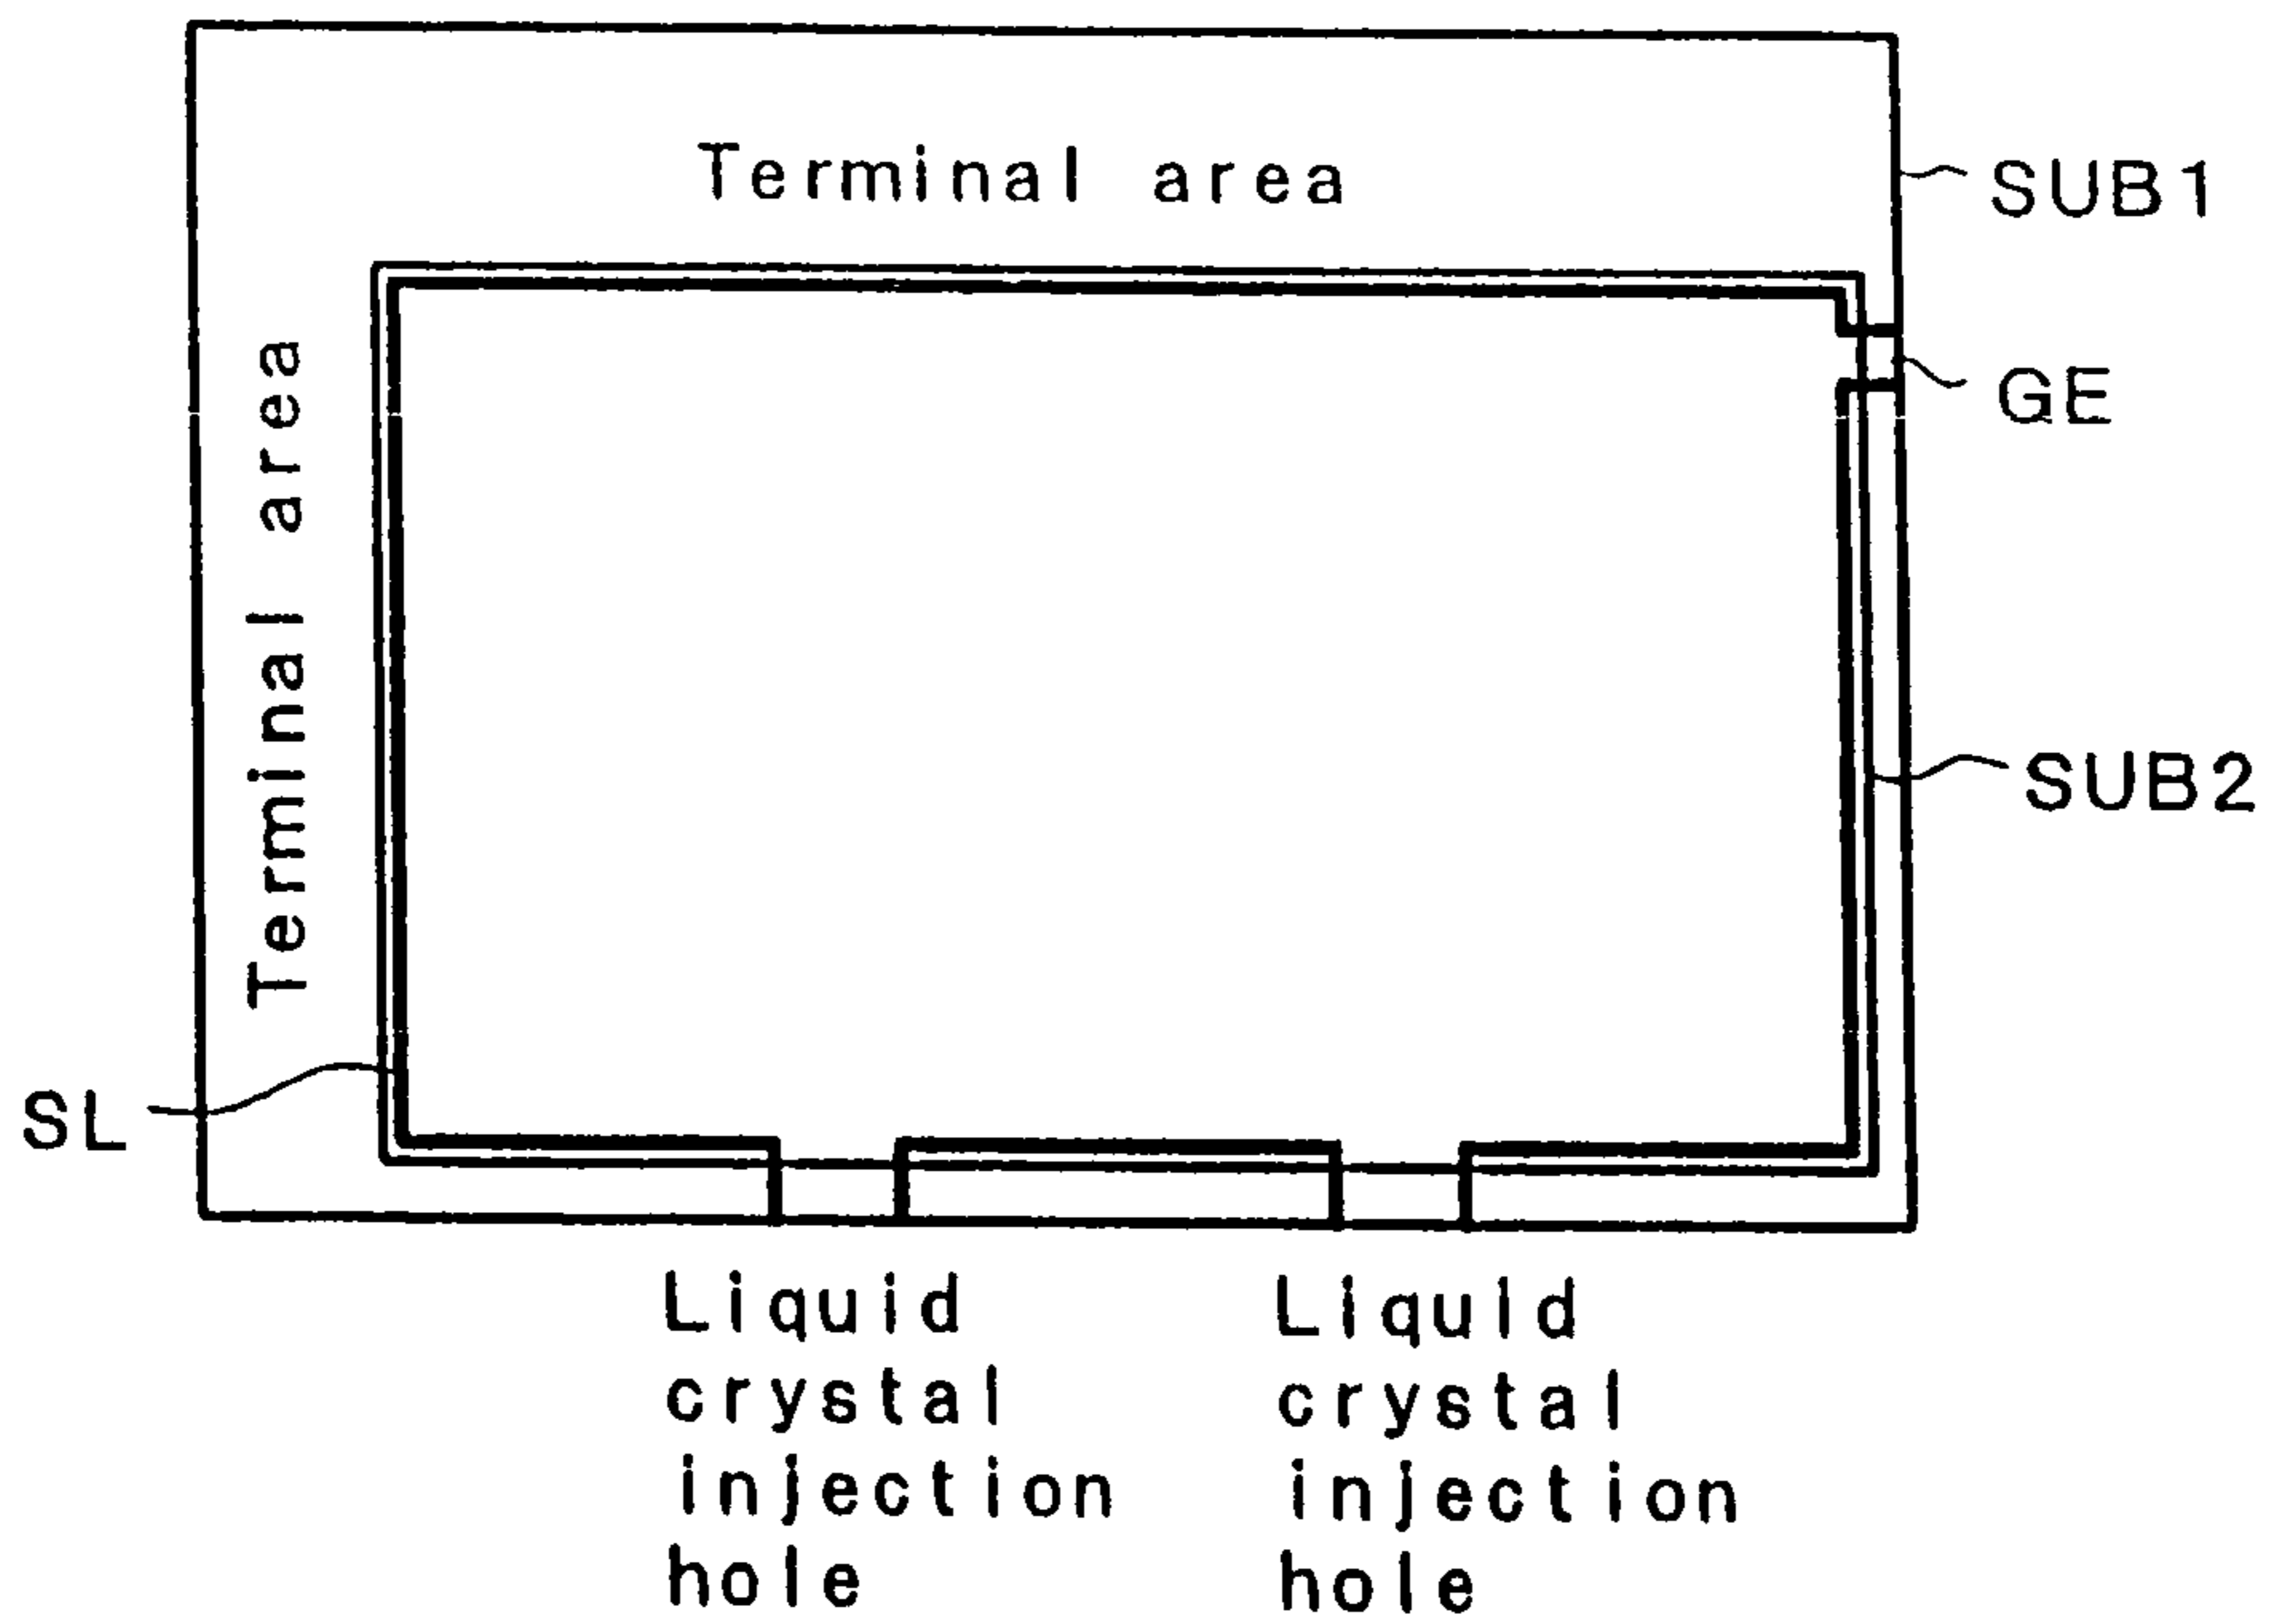 Terminal area
SUB1
GE
Terminal area
SUB2
SL
Liquid
crystal
injection
hole
Liquid
crystal
injection
hole